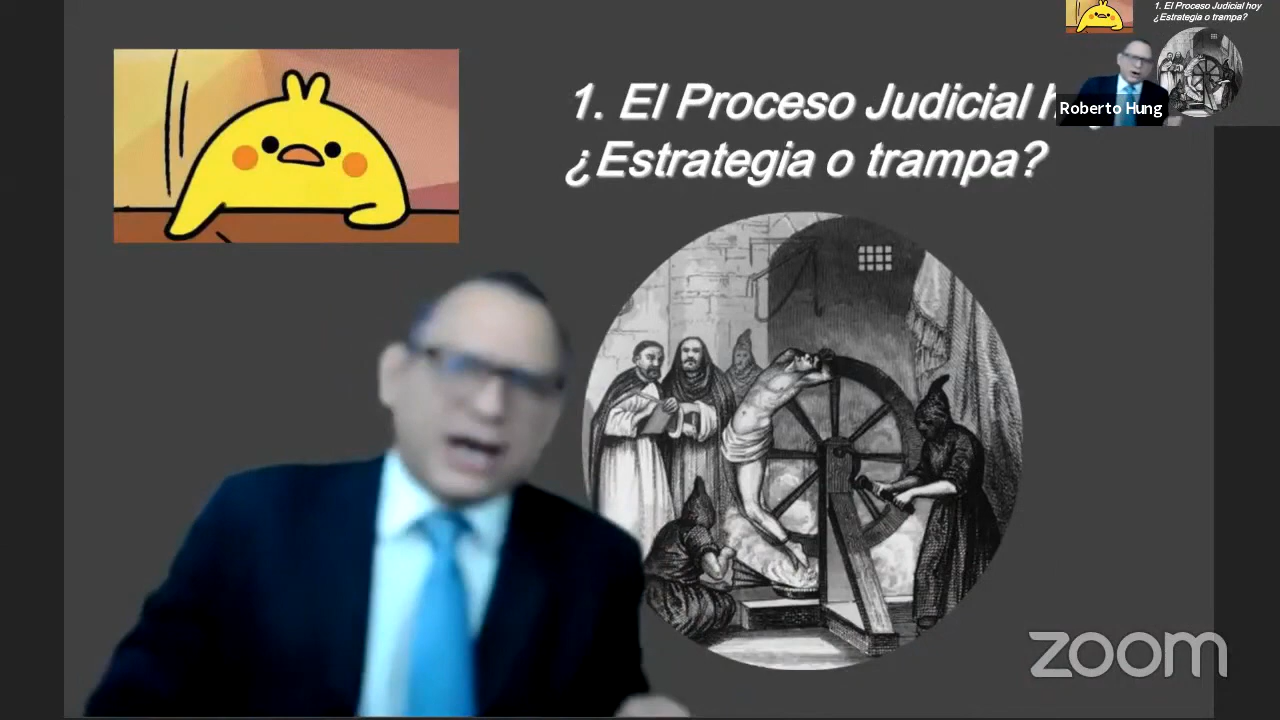 1. El Proceso Judicial
¿Estrategia o trampa?
1. El Proceso Judicial hoy
¿Estrategia o trampa?
Roberto Hung
zoom